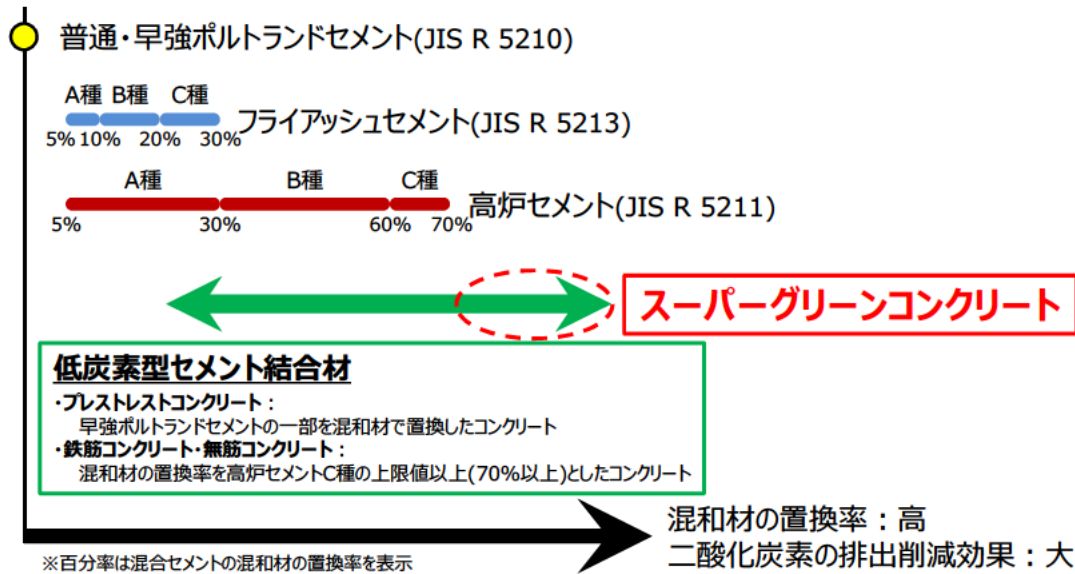 普通・早強ポルトランドセメント(JIS R 5210)
A種 B種 C種
フライアッシュセメント(JIS R 5213)
5% 10% 20% 30%
A種 B種 C種
高炉セメント(JIS R 5211)
5% 30% 60% 70%
スーパーグリーンコンクリート
低炭素型セメント結合材
・プレストレストコンクリート：
早強ポルトランドセメントの一部を混和材で置換したコンクリート
・鉄筋コンクリート・無筋コンクリート：
混和材の置換率を高炉セメントC種の上限値以上(70%以上)としたコンクリート
混和材の置換率：高
二酸化炭素の排出削減効果：大
※百分率は混合セメントの混和材の置換率を表示